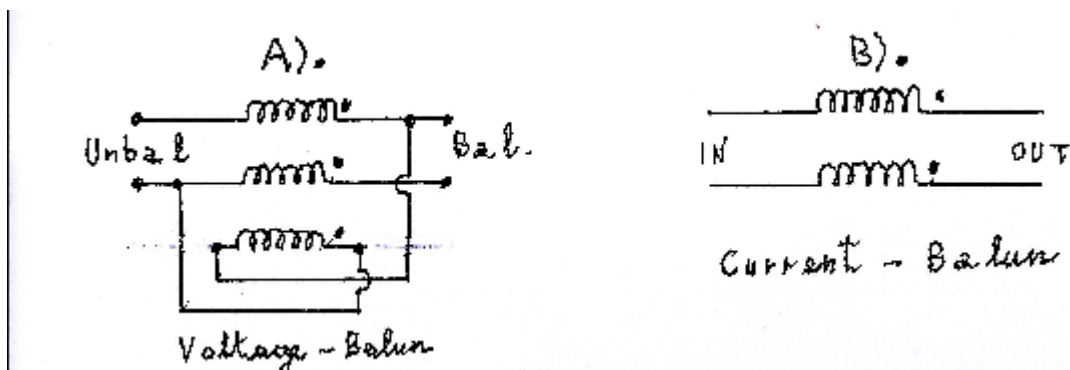 A).
Unbal
Bal.
Voltage - Balun
B).
IN
OUT
Current - Balun